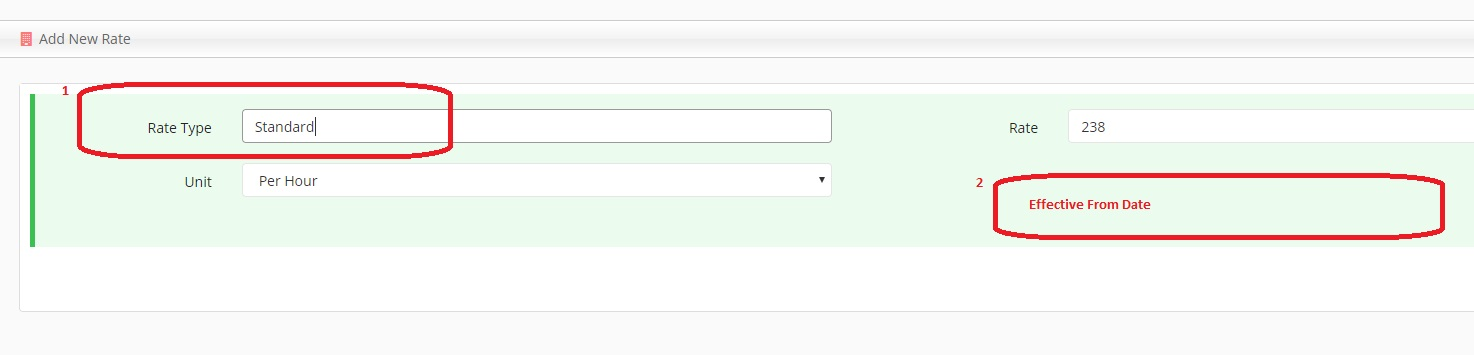 Add New Rate
1
Rate Type Standard Rate 238
Unit Per Hour
2
Effective From Date